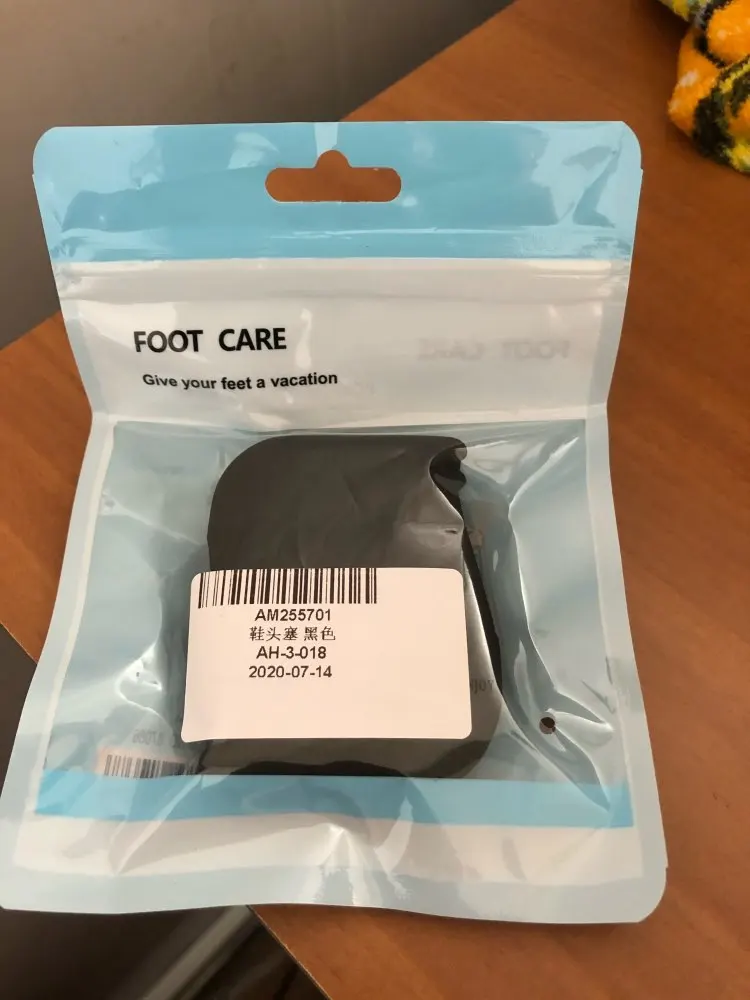 FOOT CARE
Give your feet a vacation
AM255701
鞋头塞 黑色
AH-3-018
2020-07-14